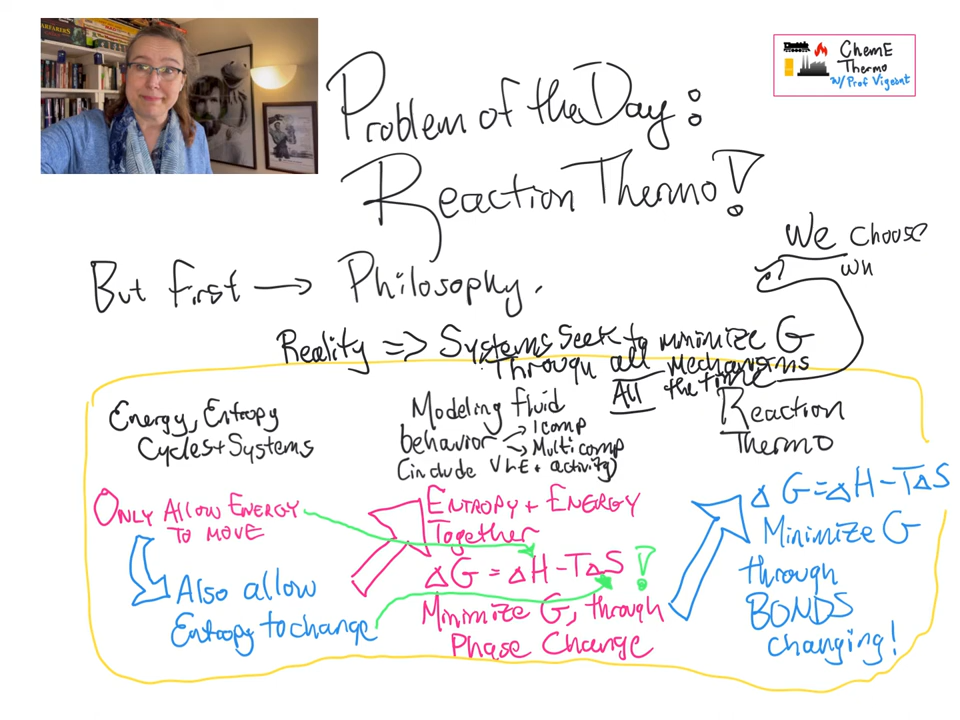 Problem of the Day:
Reaction Thermo!
ChemE
Thermo
w/ Prof Vigeant
We choose
wh
But First → Philosophy.
Reality => Systems seek to minimize G
Through all mechanisms
All the time
Energy, Entropy
Cycles + Systems
Modeling fluid
behavior → 1 comp
→ Multicomp
(include VLE + activity)
Reaction
Thermo
Only Allow Energy
to move
Also allow
Entropy to change
Entropy + Energy
Together
ΔG = ΔH - TΔS !
Minimize G, through
Phase Change
Δ G = ΔH - TΔS
Minimize G
through
BONDS
changing!